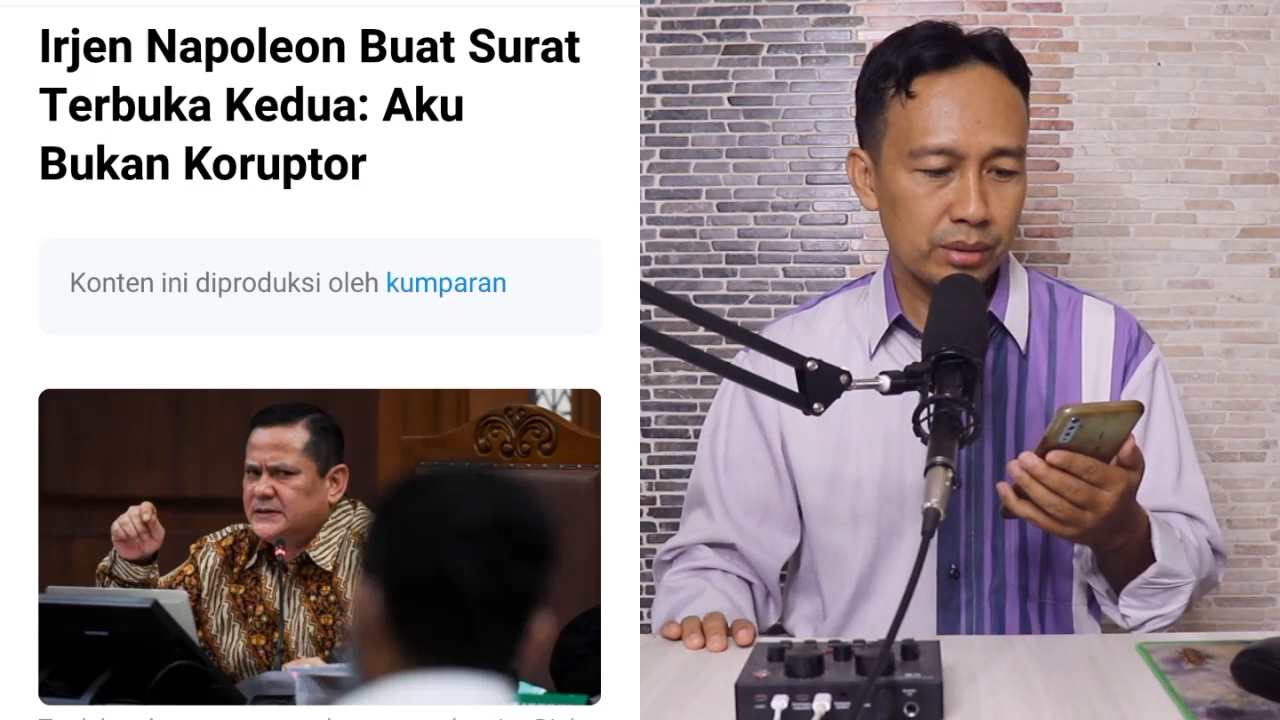 Irjen Napoleon Buat Surat
Terbuka Kedua: Aku
Bukan Koruptor
Konten ini diproduksi oleh kumparan